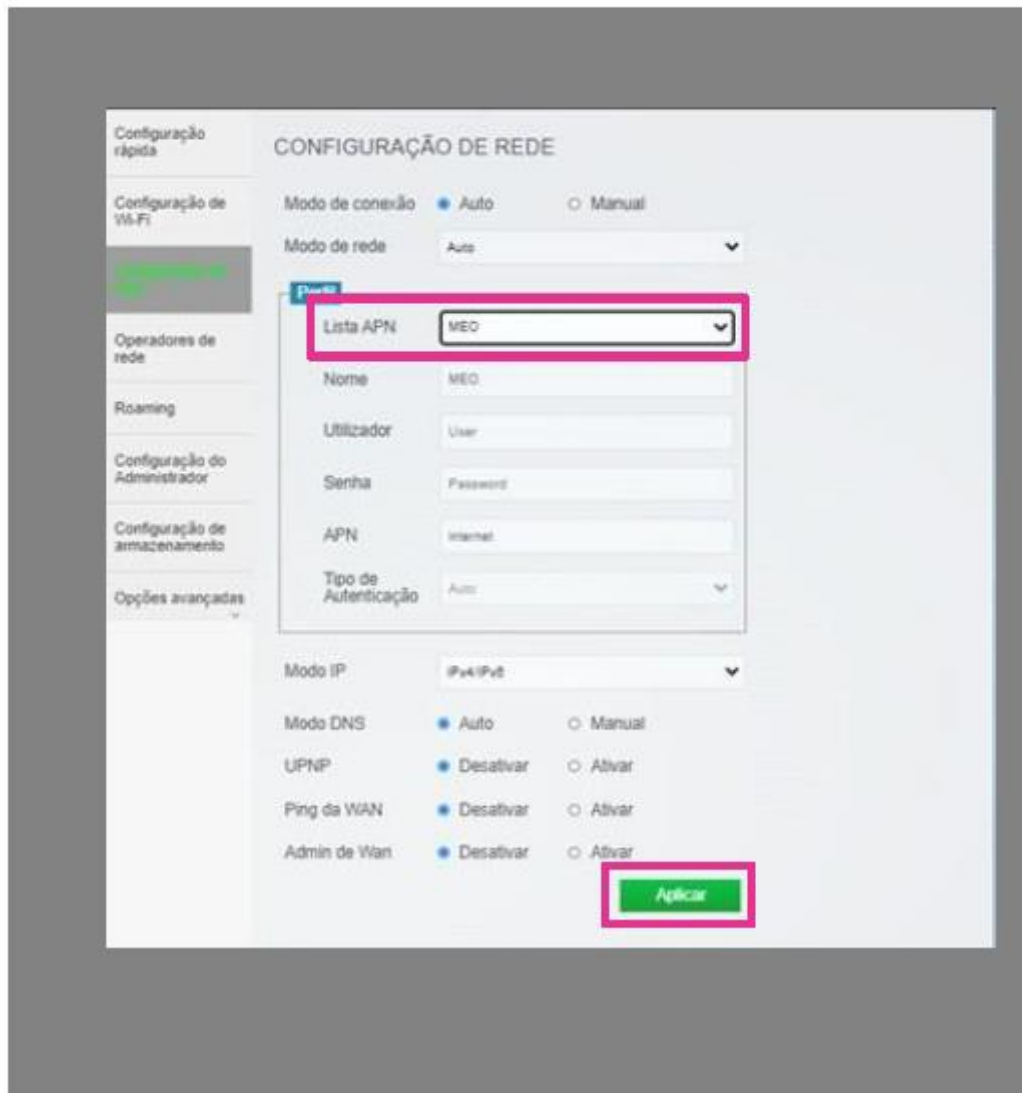 Configuração
rápida
Configuração de
Wi-Fi
Operadores de
rede
Roaming
Configuração do
Administrador
Configuração de
armazenamento
Opções avançadas
CONFIGURAÇÃO DE REDE
Modo de conexão Auto Manual
Modo de rede Auto
Perfil
Lista APN MEO
Nome MEO
Utilizador User
Senha Password
APN internet
Tipo de
Autenticação Auto
Modo IP IPv4/IPv6
Modo DNS Auto Manual
UPNP Desativar Ativar
Ping da WAN Desativar Ativar
Admin de Wan Desativar Ativar
Aplicar